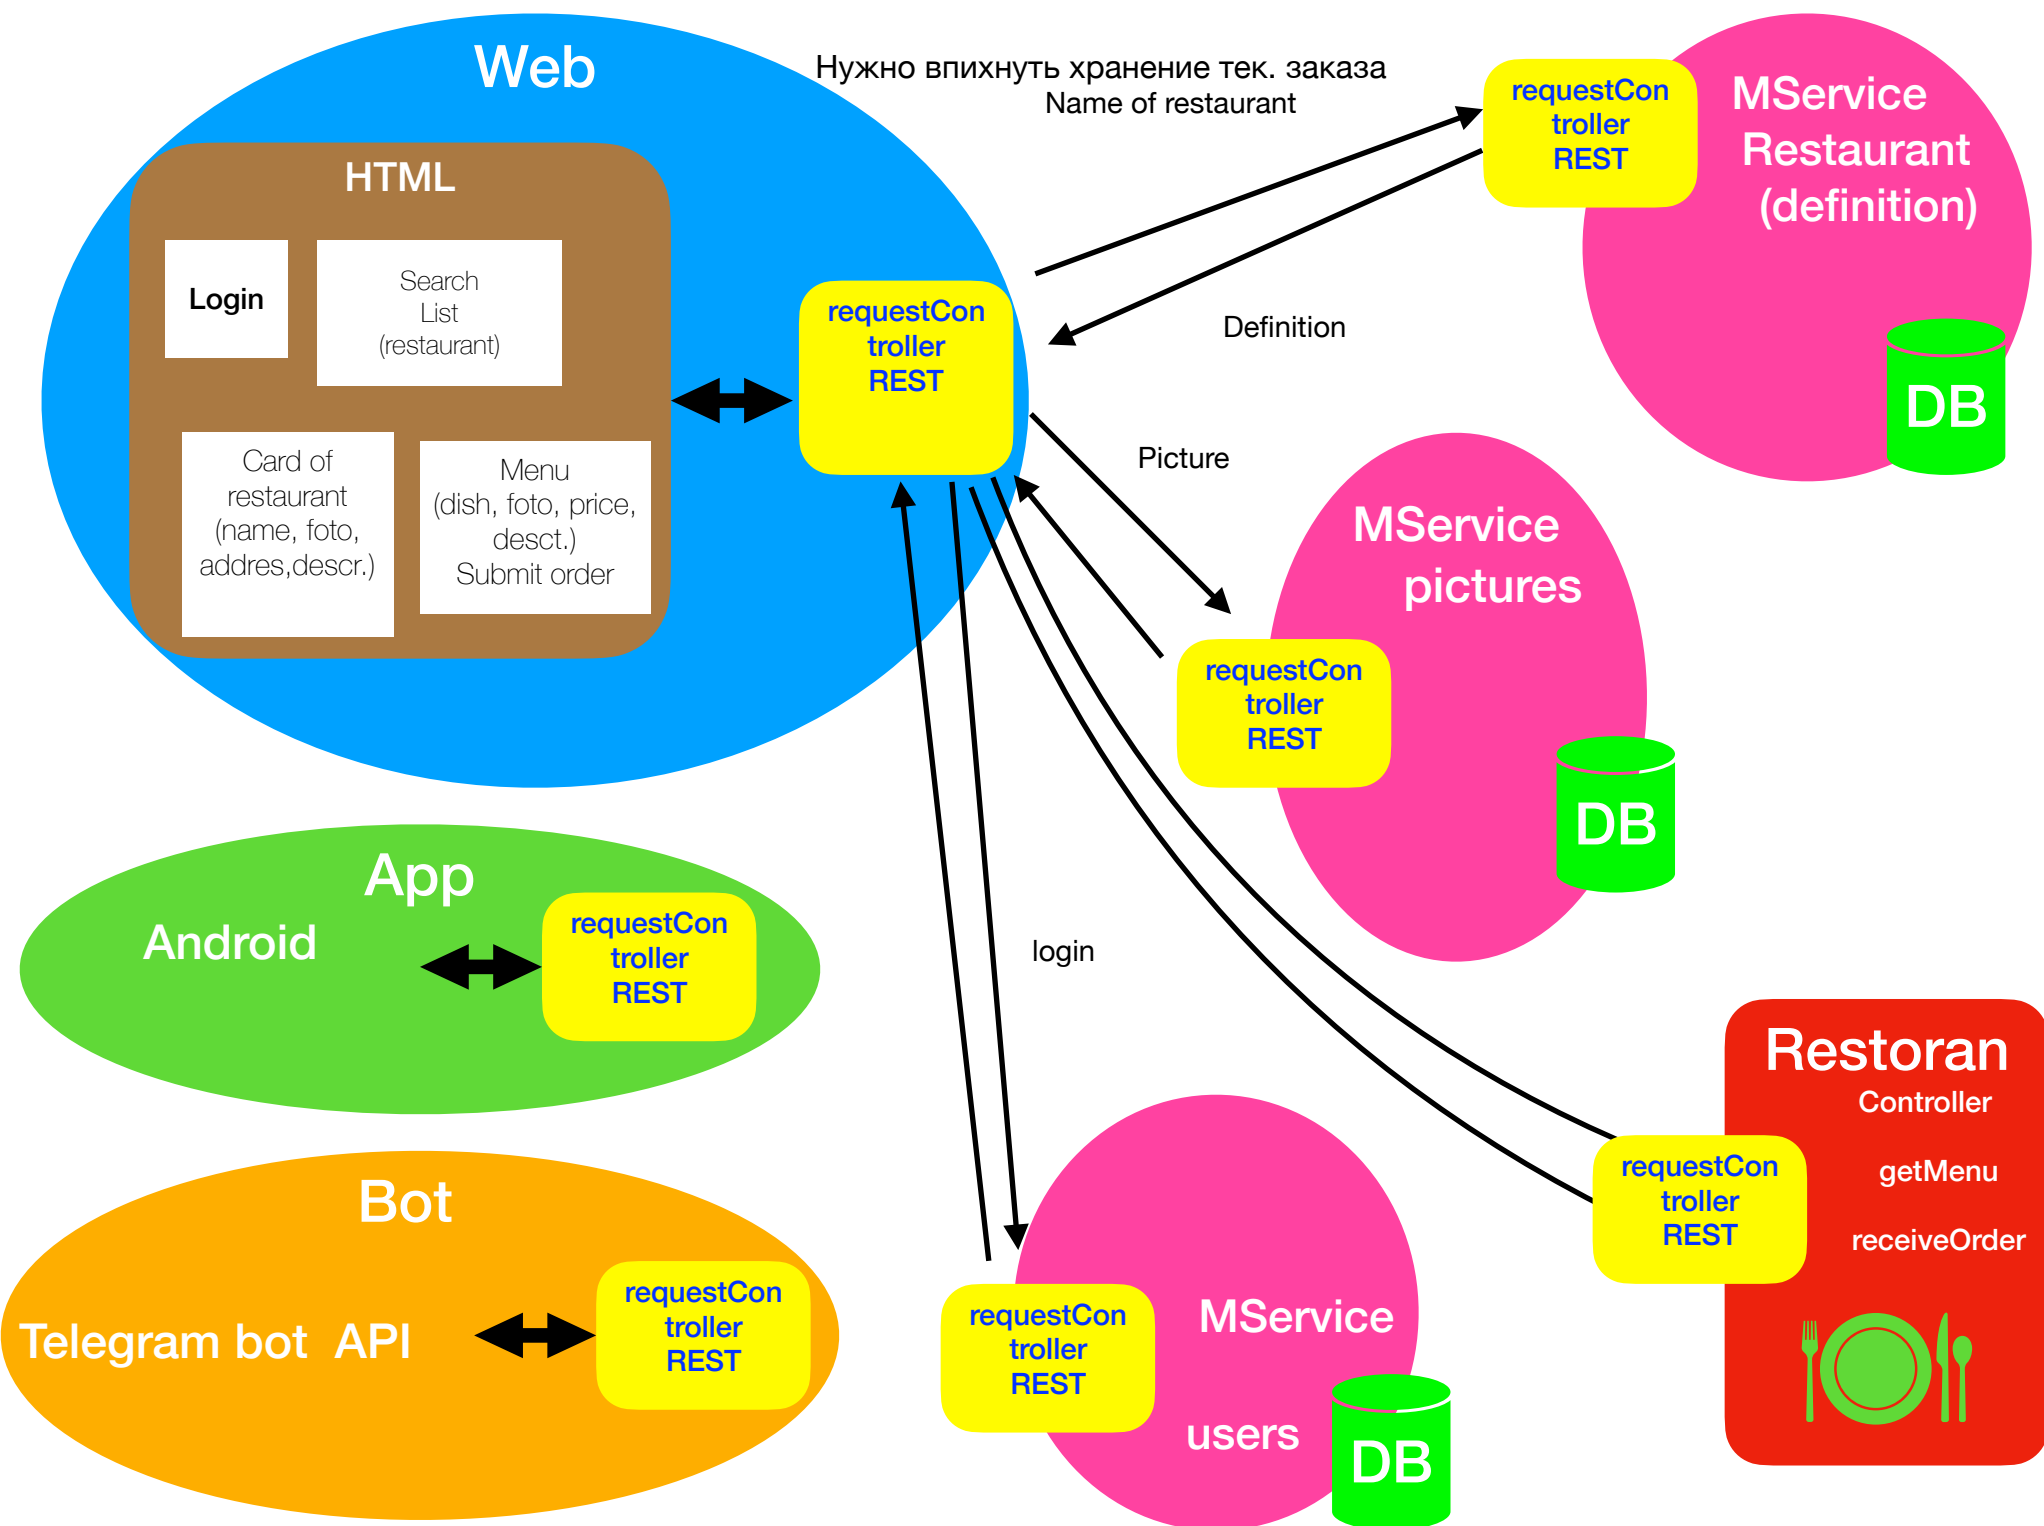 Web
Нужно впихнуть хранение тек. заказа
Name of restaurant
HTML
Login
Search
List
(restaurant)
Card of
restaurant
(name, foto,
addres,descr.)
Menu
(dish, foto, price,
desct.)
Submit order
requestCon
troller
REST
requestCon
troller
REST
MService
Restaurant
(definition)
DB
Definition
Picture
MService
pictures
requestCon
troller
REST
DB
App
Android
requestCon
troller
REST
login
Bot
Telegram bot API
requestCon
troller
REST
requestCon
troller
REST
MService
users
DB
Restoran
Controller
getMenu
receiveOrder
requestCon
troller
REST